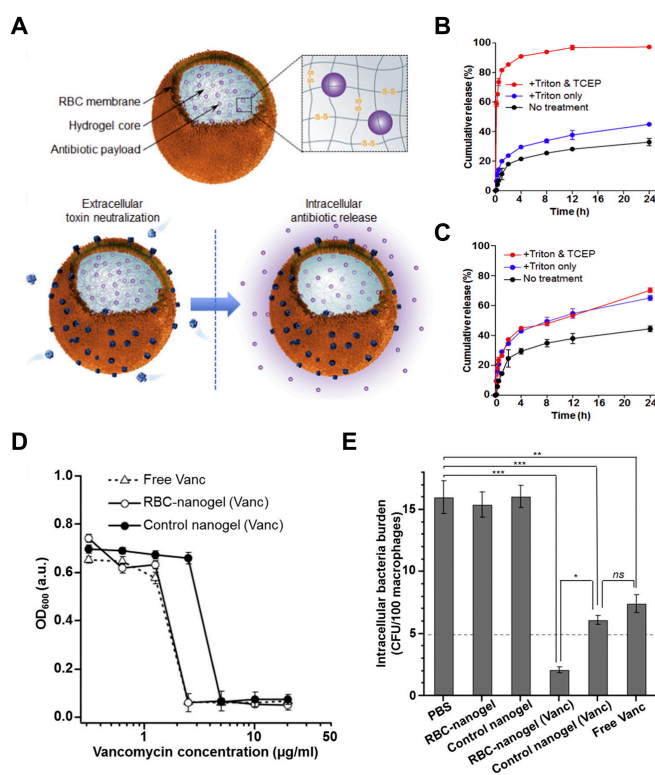 A
RBC membrane
Hydrogel core
Antibiotic payload
S-S
S-S
S-S
S-S
S-S
Extracellular
toxin neutralization
Intracellular
antibiotic release
B
Cumulative release (%)
100
80
60
40
20
0
+Triton & TCEP
+Triton only
No treatment
0 4 8 12 16 20 24
Time (h)
C
Cumulative release (%)
100
80
60
40
20
0
+Triton & TCEP
+Triton only
No treatment
0 4 8 12 16 20 24
Time (h)
D
OD600 (a.u.)
1.0
0.8
0.6
0.4
0.2
0.0
Free Vanc
RBC-nanogel (Vanc)
Control nanogel (Vanc)
1 10 50
Vancomycin concentration (µg/ml)
E
Intracellular bacteria burden
(CFU/100 macrophages)
15
10
5
0
**
***
***
*
ns
PBS
RBC-nanogel
Control nanogel
RBC-nanogel (Vanc)
Control nanogel (Vanc)
Free Vanc